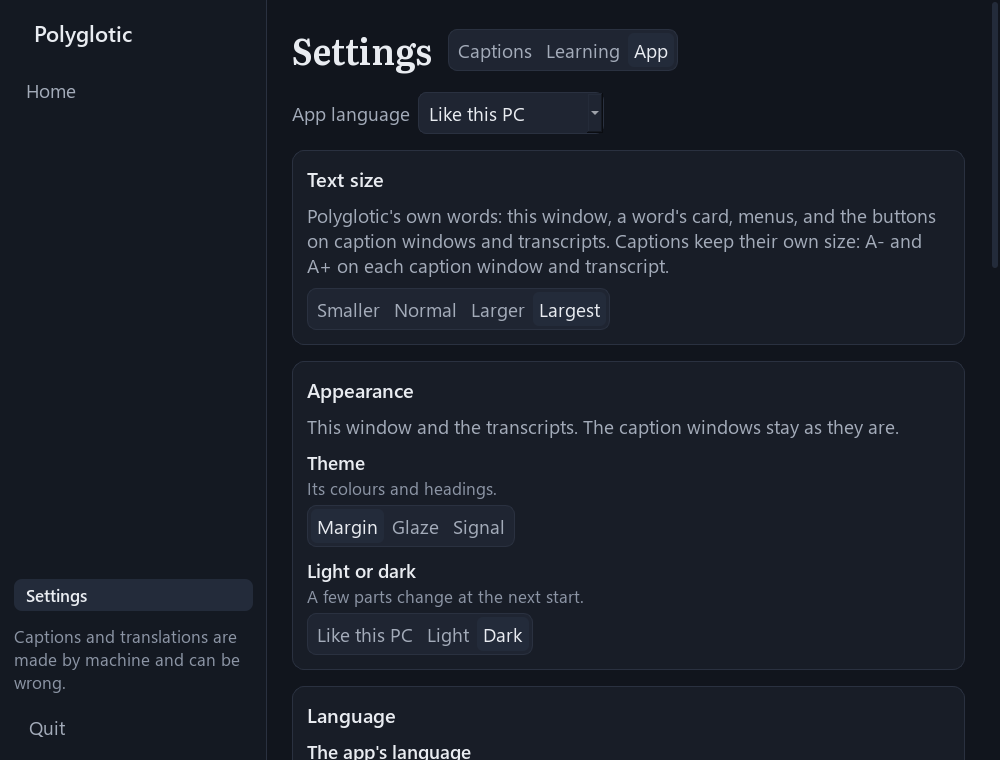 Polyglotic
Home
Settings
Captions and translations are
made by machine and can be
wrong.
Quit
Settings
Captions Learning App
App language Like this PC
Text size
Polyglotic's own words: this window, a word's card, menus, and the buttons
on caption windows and transcripts. Captions keep their own size: A- and
A+ on each caption window and transcript.
Smaller Normal Larger Largest
Appearance
This window and the transcripts. The caption windows stay as they are.
Theme
Its colours and headings.
Margin Glaze Signal
Light or dark
A few parts change at the next start.
Like this PC Light Dark
Language
The app's language